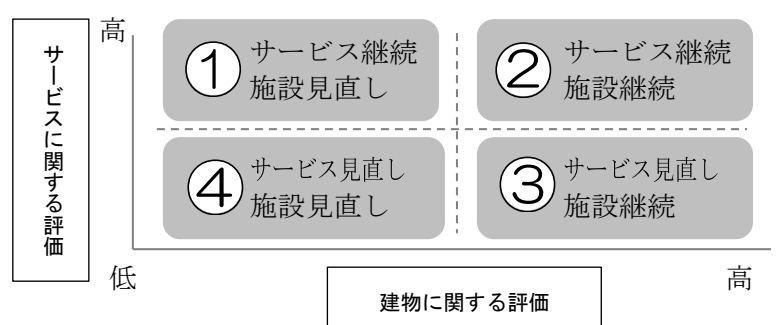 サービスに関する評価
高
① サービス継続
施設見直し
② サービス継続
施設継続
④ サービス見直し
施設見直し
③ サービス見直し
施設継続
低
高
建物に関する評価